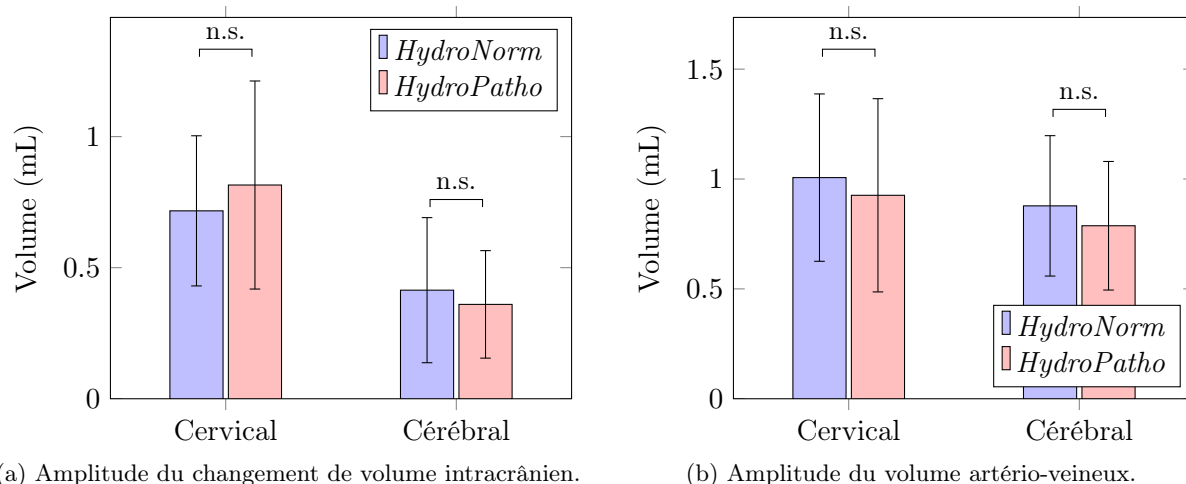 n.s.
HydroNorm
HydroPatho
n.s.
1
0.5
0
Volume (mL)
Cervical
Cérébral
(a) Amplitude du changement de volume intracrânien.
n.s.
n.s.
1.5
1
0.5
0
Volume (mL)
HydroNorm
HydroPatho
Cervical
Cérébral
(b) Amplitude du volume artério-veineux.